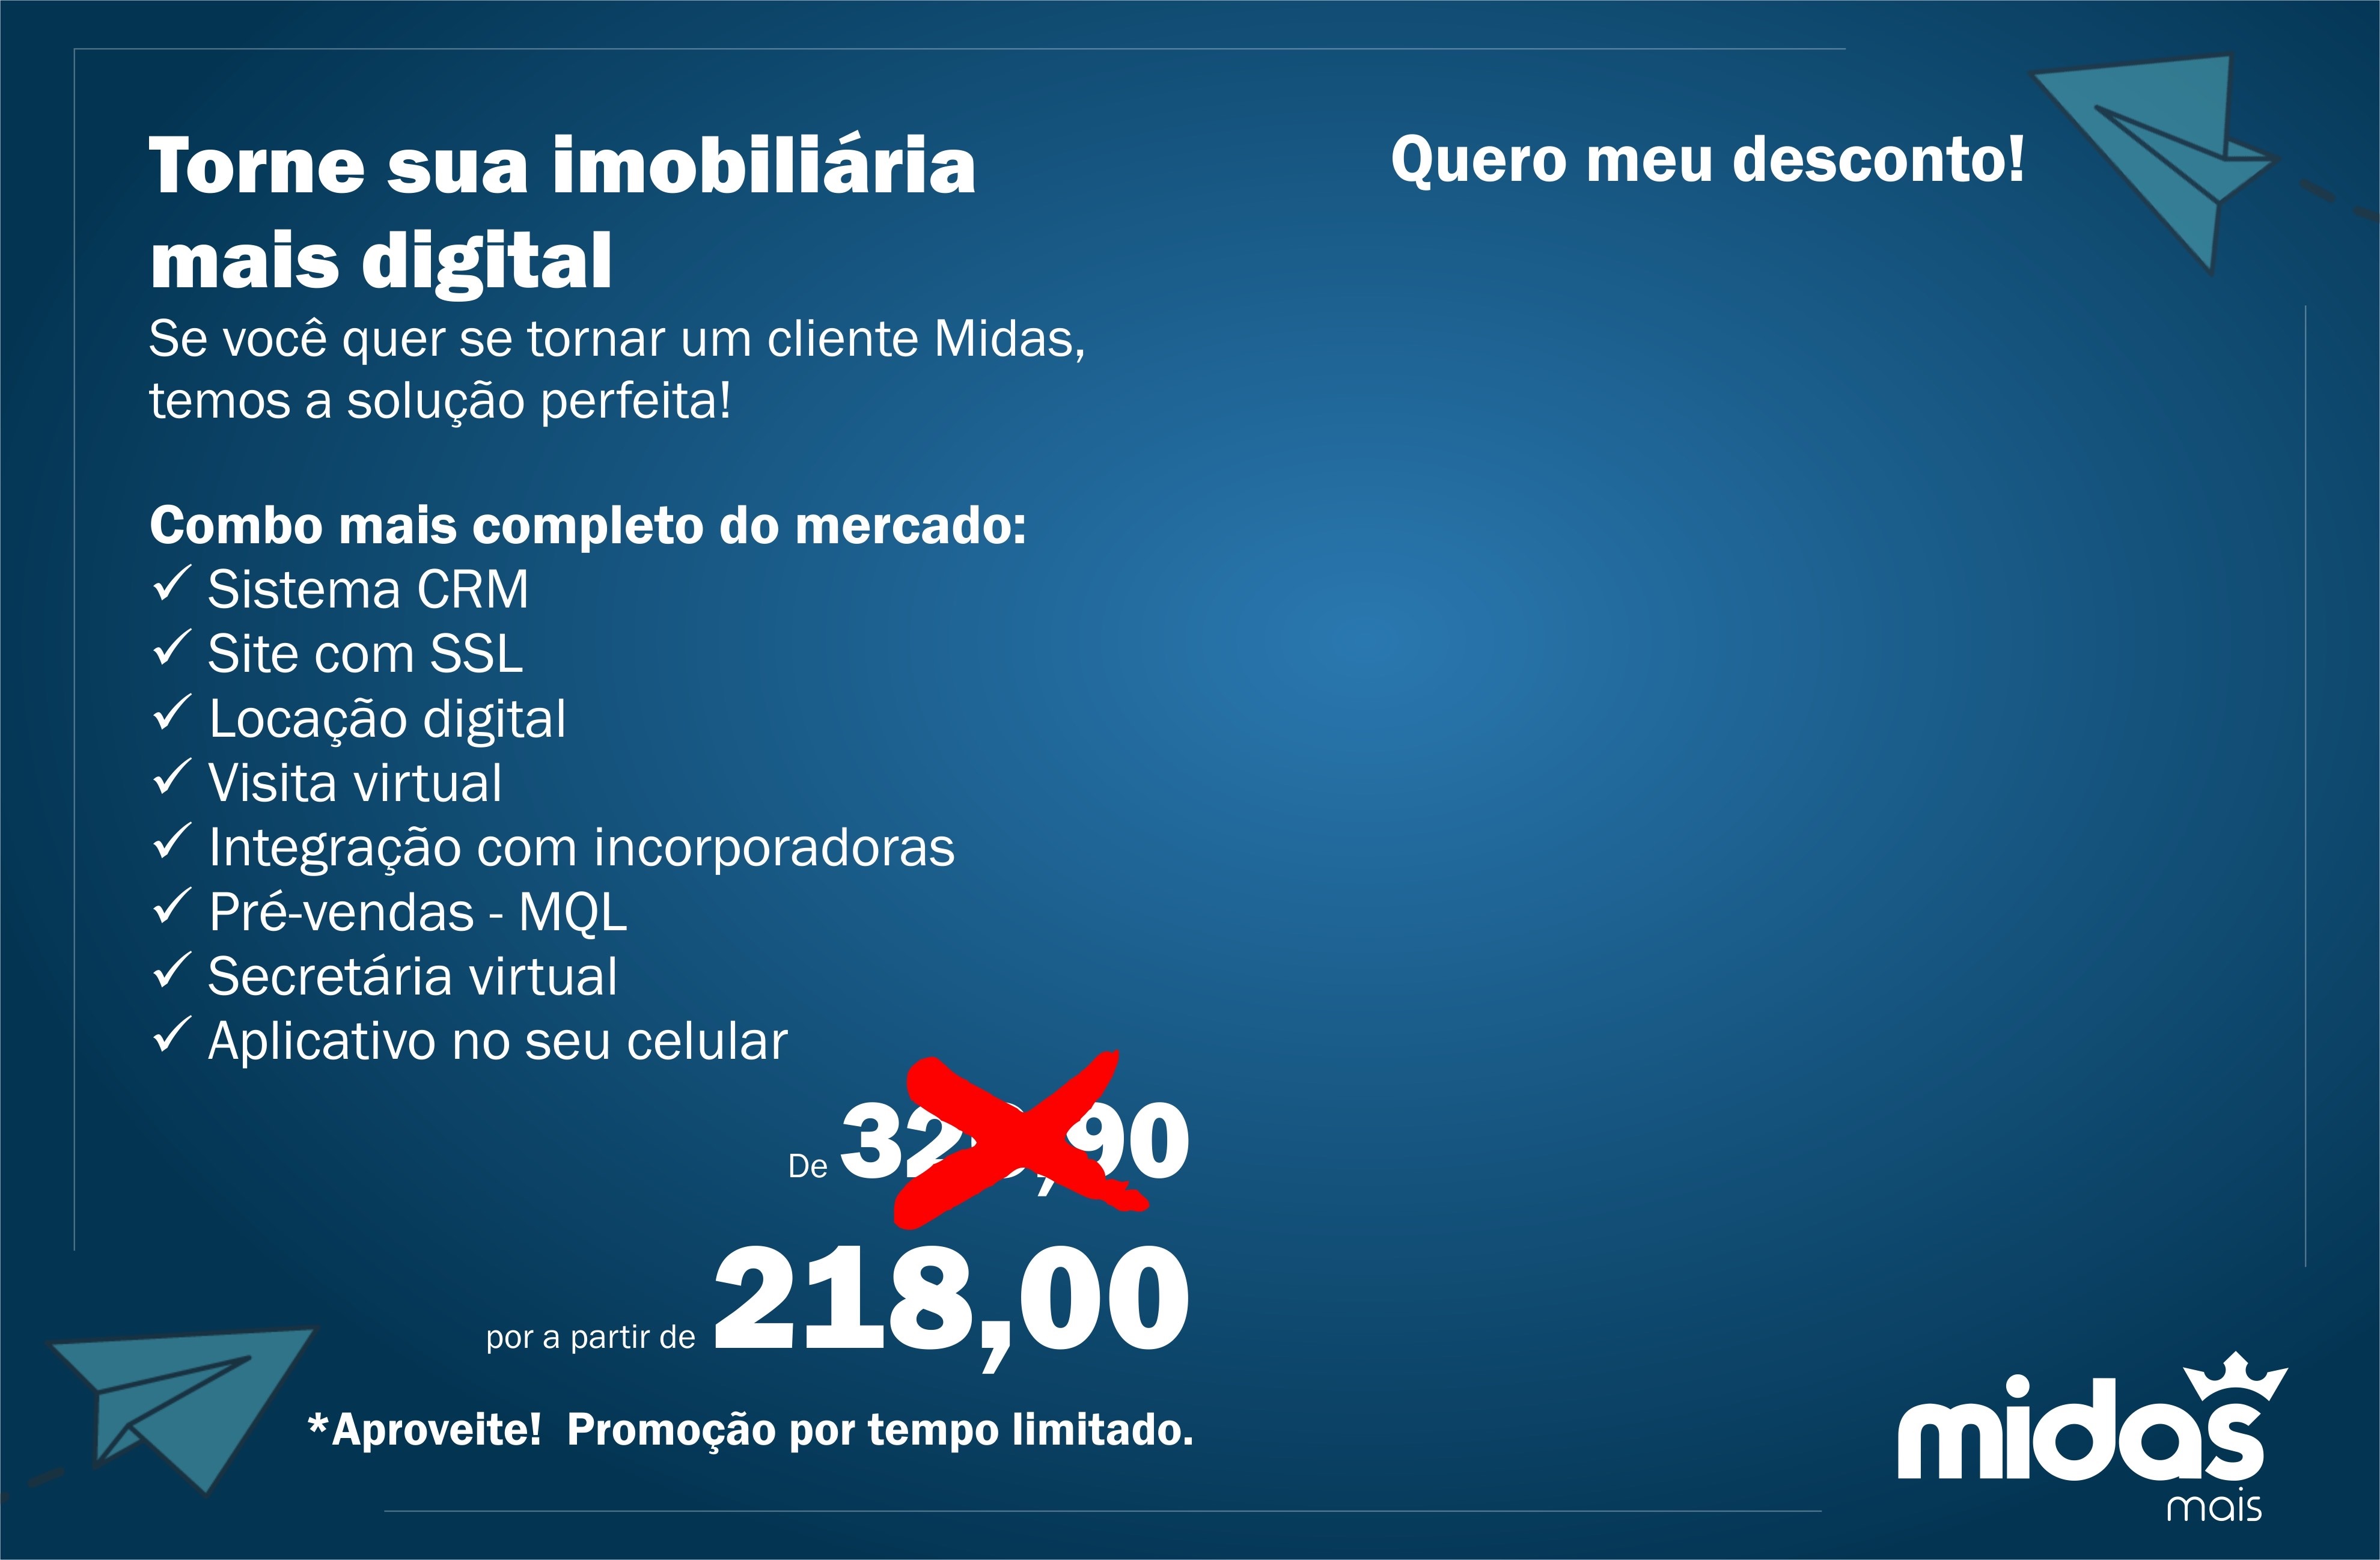 Torne sua imobiliária
mais digital
Se você quer se tornar um cliente Midas,
temos a solução perfeita!
Combo mais completo do mercado:
✓ Sistema CRM
✓ Site com SSL
✓ Locação digital
✓ Visita virtual
✓ Integração com incorporadoras
✓ Pré-vendas - MQL
✓ Secretária virtual
✓ Aplicativo no seu celular
De
por a partir de 218,00
*Aproveite! Promoção por tempo limitado.
Quero meu desconto!
midas
mais